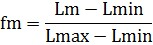 fm = (Lm − Lmin) / (Lmax − Lmin)